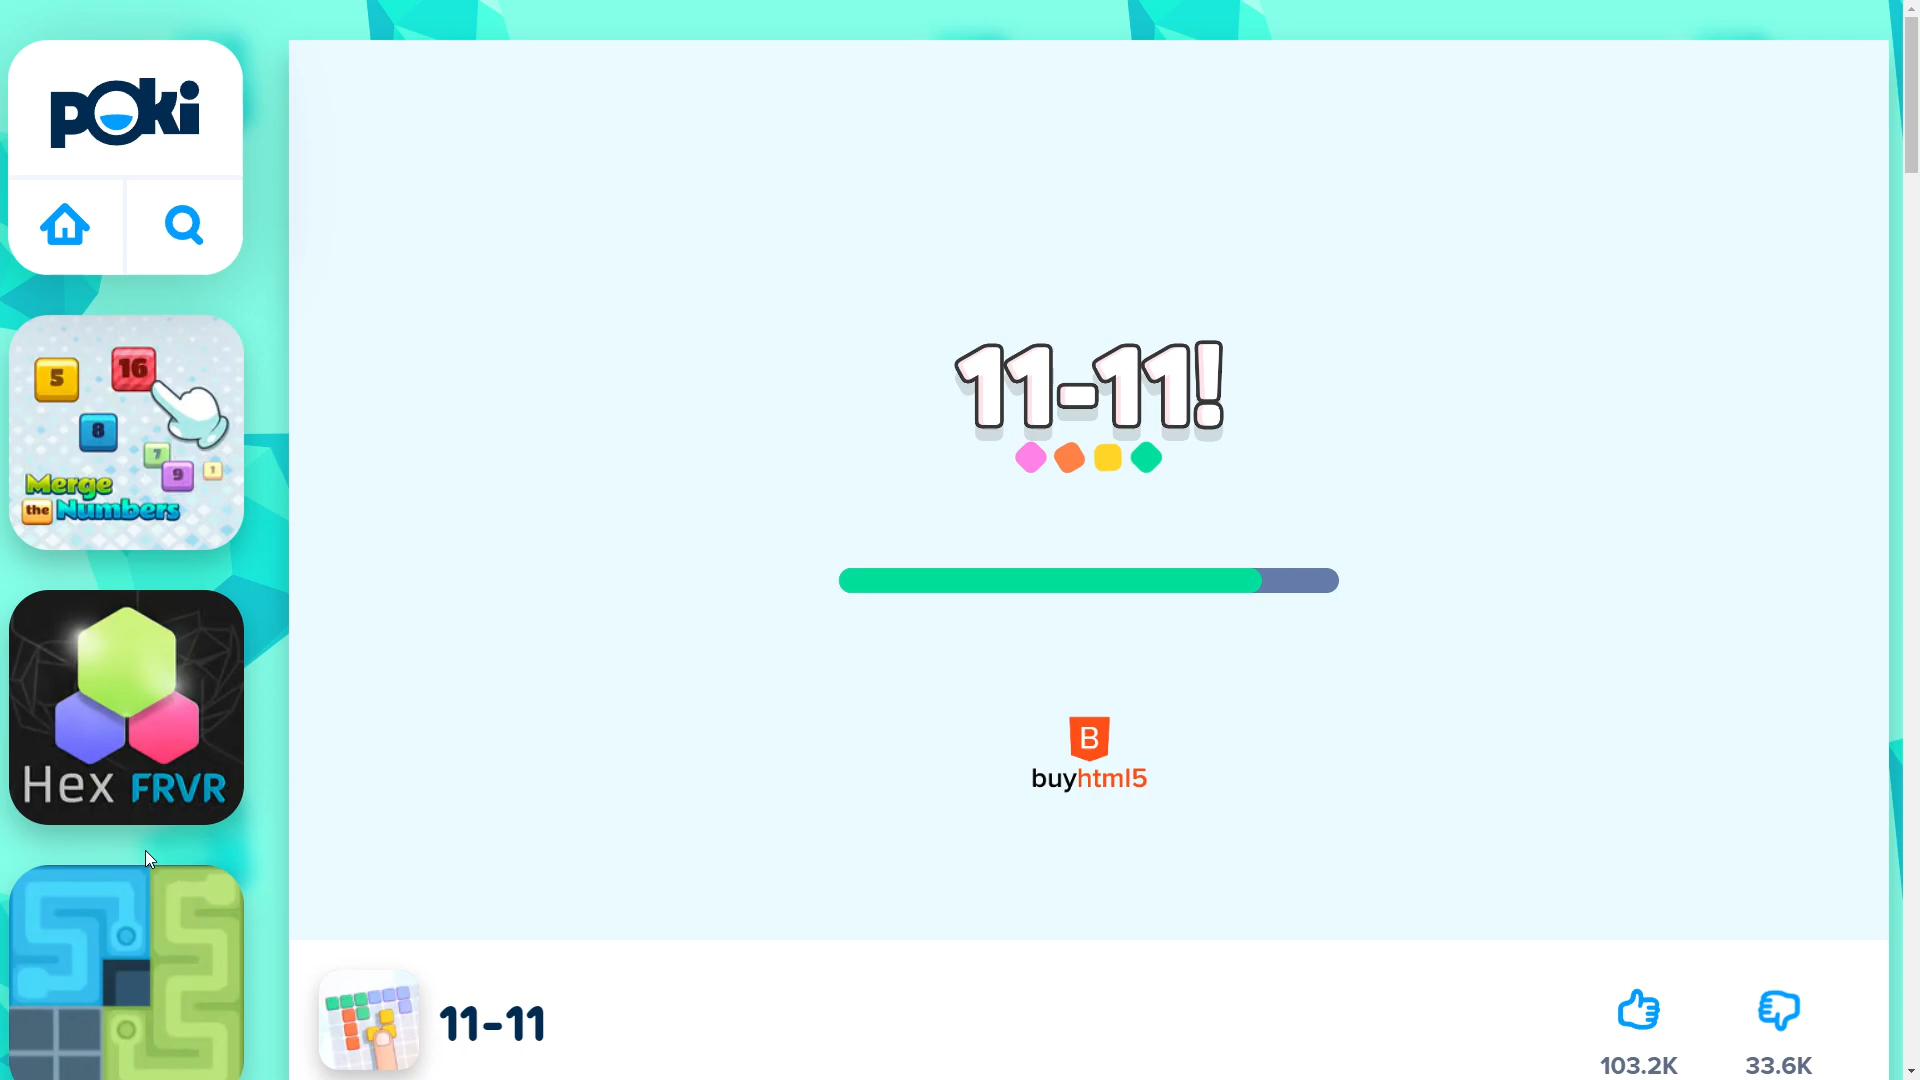 poki
5
16
8
7
9
1
Merge
the Numbers
Hex FRVR
11-11!
B
buyhtml5
11-11
103.2K
33.6K